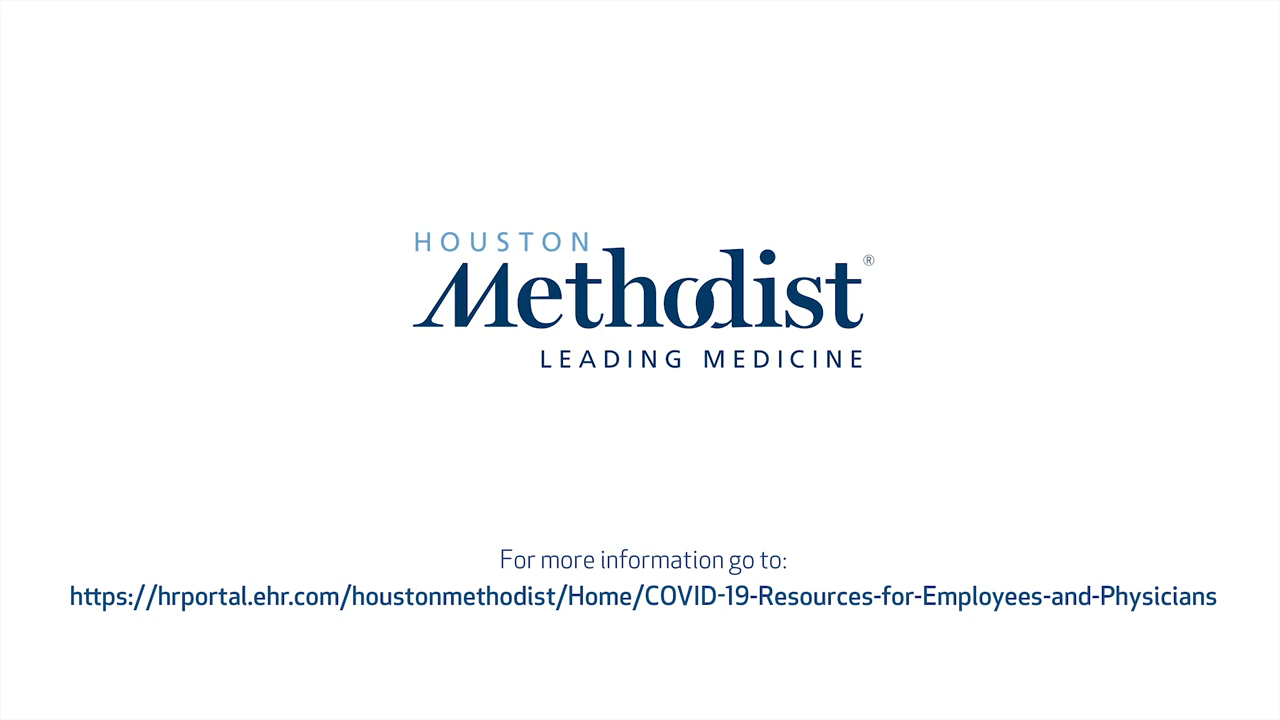 HOUSTON
Methodist®
LEADING MEDICINE
For more information go to:
https://hrportal.ehr.com/houstonmethodist/Home/COVID-19-Resources-for-Employees-and-Physicians